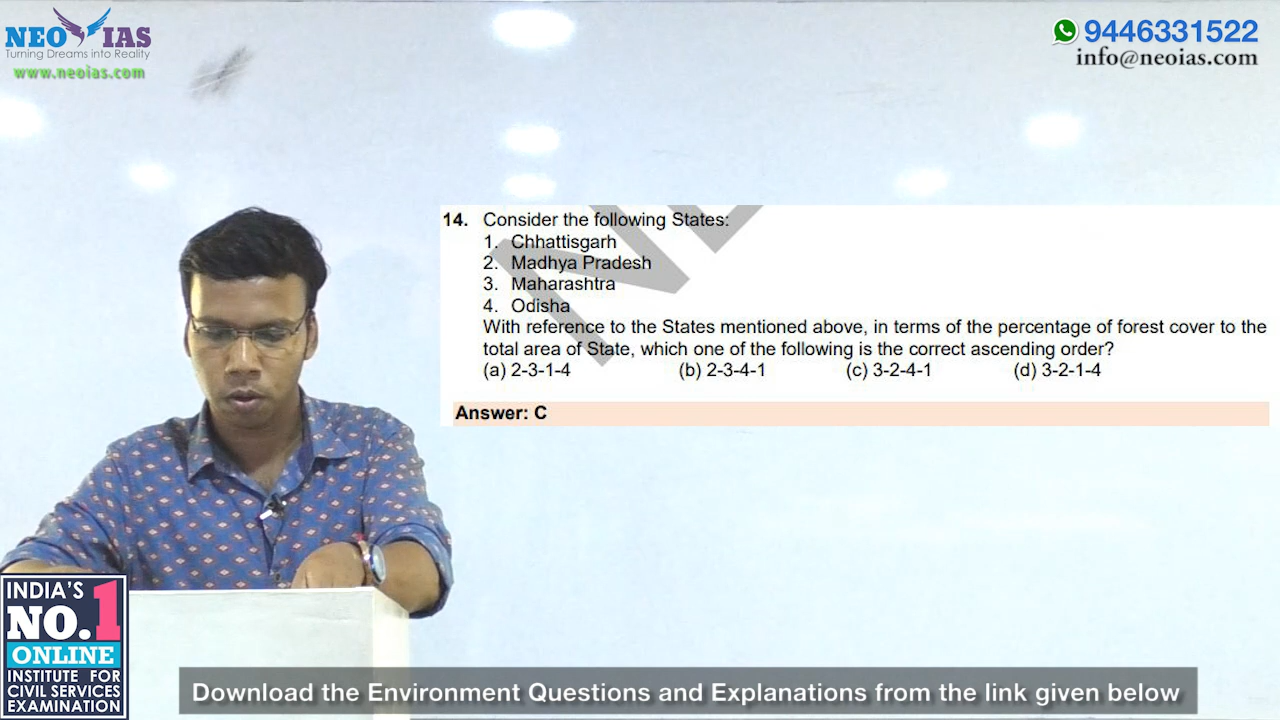 NEO IAS
Turning Dreams into Reality
www.neoias.com
9446331522
info@neoias.com
14. Consider the following States:
1. Chhattisgarh
2. Madhya Pradesh
3. Maharashtra
4. Odisha
With reference to the States mentioned above, in terms of the percentage of forest cover to the
total area of State, which one of the following is the correct ascending order?
(a) 2-3-1-4 (b) 2-3-4-1 (c) 3-2-4-1 (d) 3-2-1-4
Answer: C
INDIA'S
NO.1
ONLINE
INSTITUTE FOR
CIVIL SERVICES
EXAMINATION
Download the Environment Questions and Explanations from the link given below